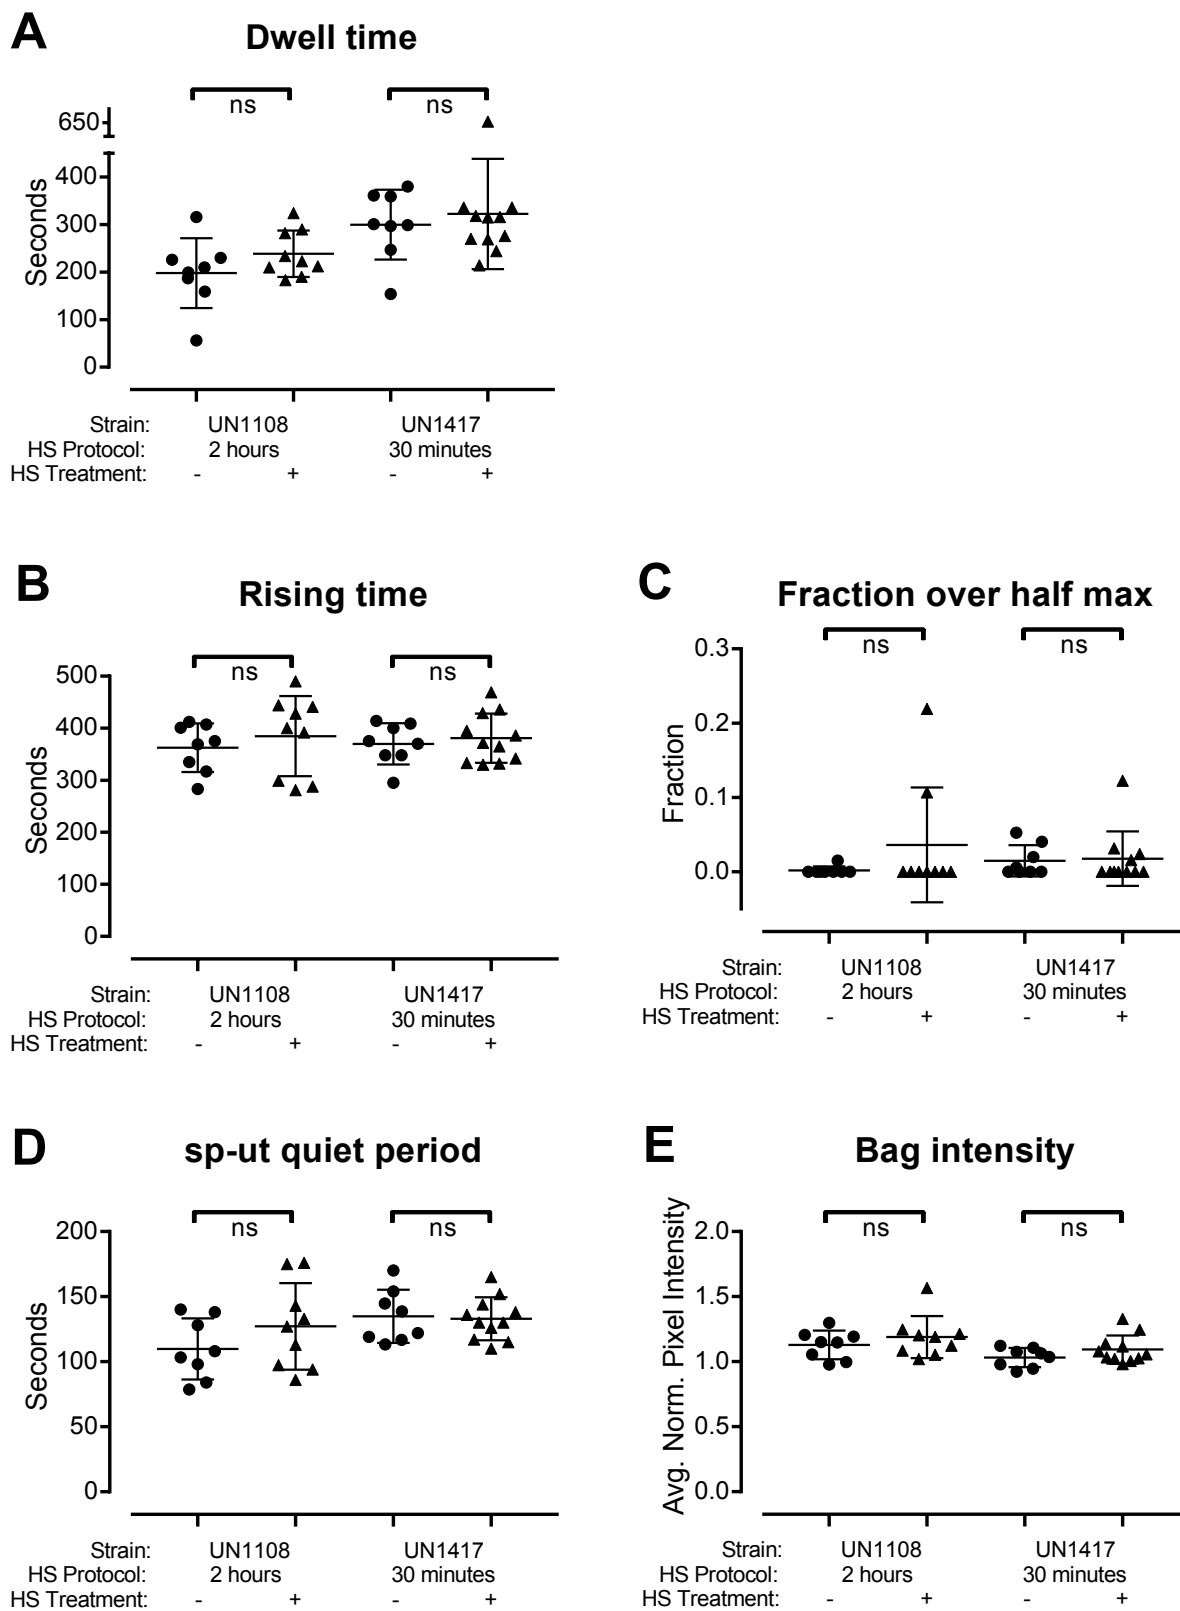 A
Dwell time
ns ns
650
400
300
200
100
0
Seconds
Strain: UN1108 UN1417
HS Protocol: 2 hours 30 minutes
HS Treatment: - + - +
B
Rising time
ns ns
500
400
300
200
100
0
Seconds
Strain: UN1108 UN1417
HS Protocol: 2 hours 30 minutes
HS Treatment: - + - +
C
Fraction over half max
ns ns
0.3
0.2
0.1
0.0
Fraction
Strain: UN1108 UN1417
HS Protocol: 2 hours 30 minutes
HS Treatment: - + - +
D
sp-ut quiet period
ns ns
200
150
100
50
0
Seconds
Strain: UN1108 UN1417
HS Protocol: 2 hours 30 minutes
HS Treatment: - + - +
E
Bag intensity
ns ns
2.0
1.5
1.0
0.5
0.0
Avg. Norm. Pixel Intensity
Strain: UN1108 UN1417
HS Protocol: 2 hours 30 minutes
HS Treatment: - + - +